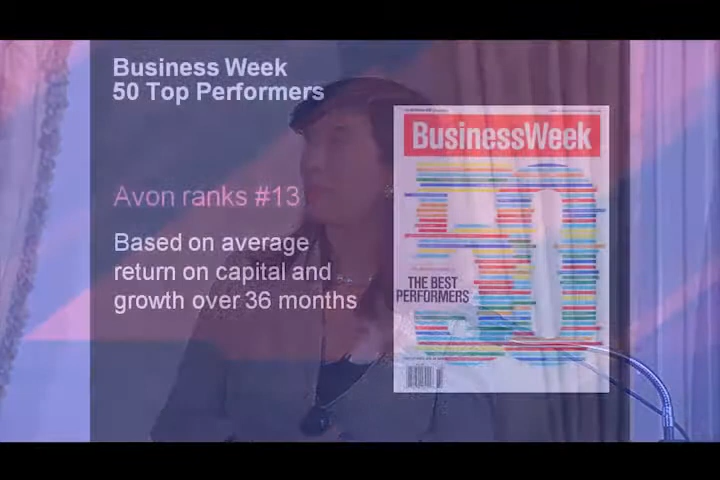 Business Week
50 Top Performers
Avon ranks #13
Based on average
return on capital and
growth over 36 months
BusinessWeek
50
THE BEST
PERFORMERS